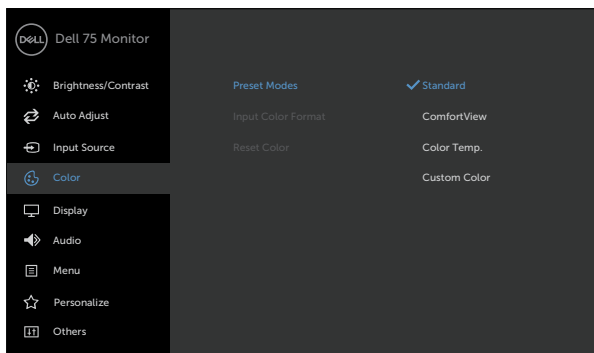 DELL Dell 75 Monitor
Brightness/Contrast
Auto Adjust
Input Source
Color
Display
Audio
Menu
Personalize
Others
Preset Modes
Input Color Format
Reset Color
Standard
ComfortView
Color Temp.
Custom Color